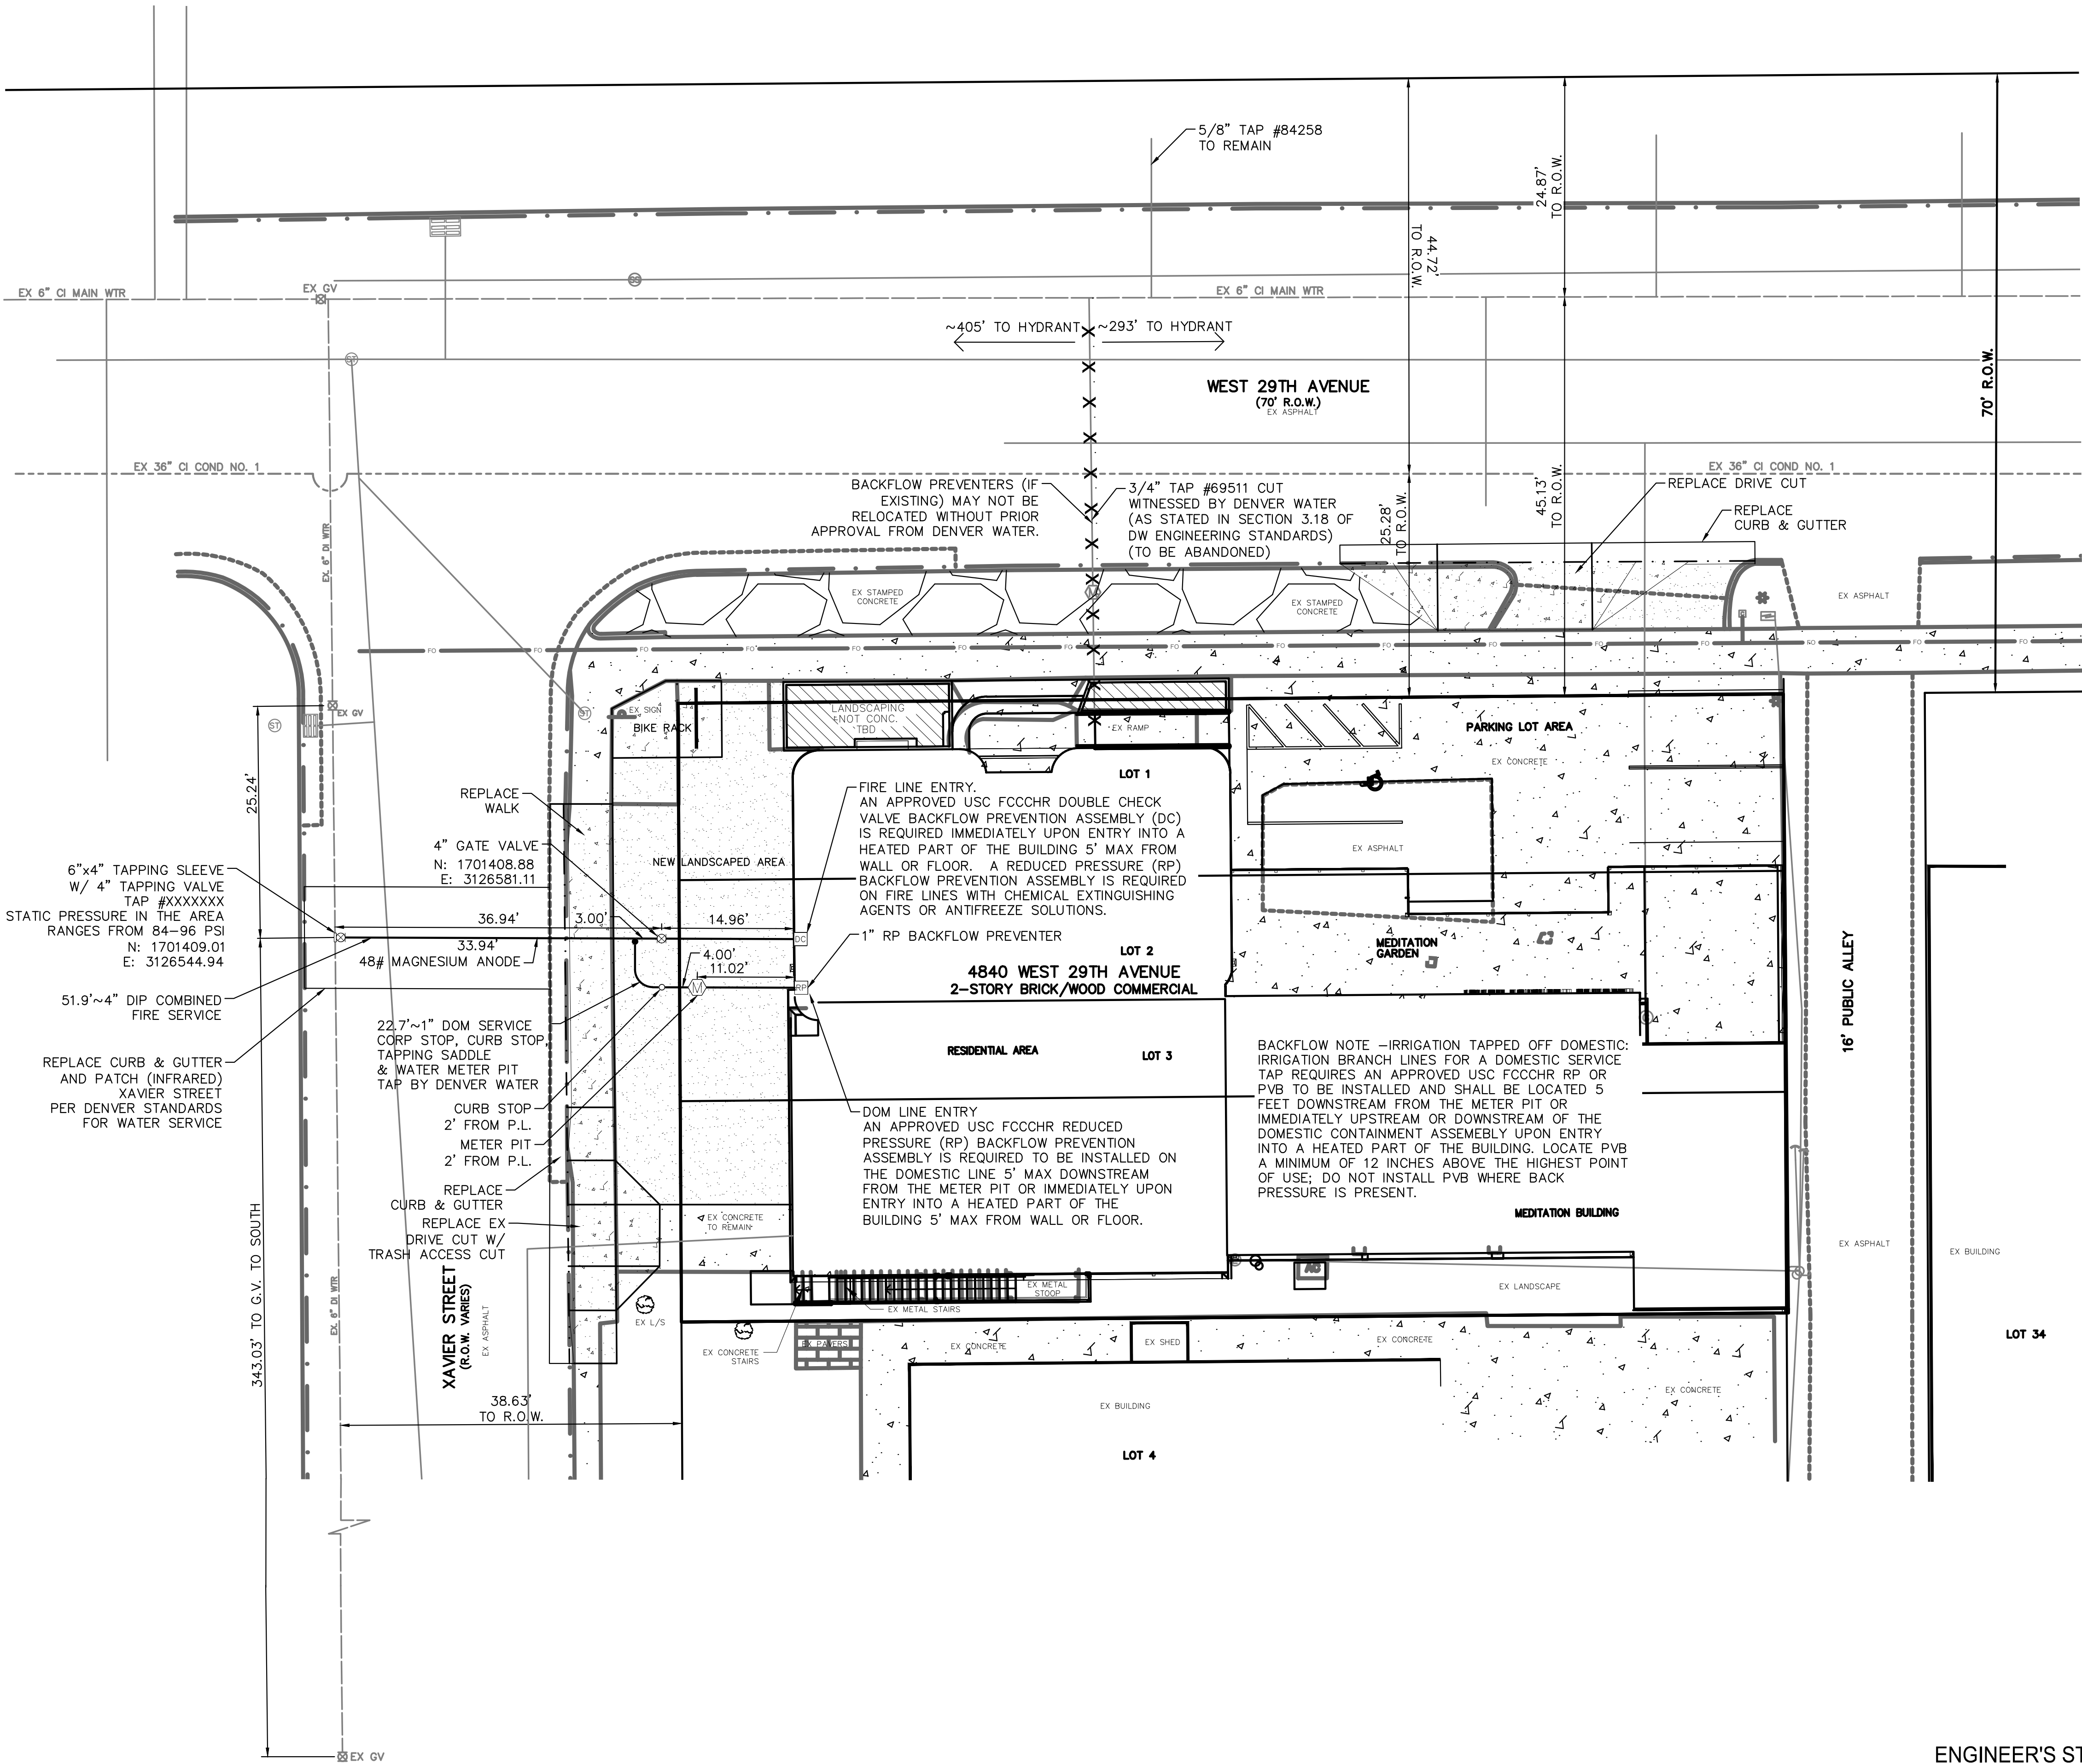 5/8" TAP #84258
TO REMAIN
24.87'
TO R.O.W.
44.72'
TO R.O.W.
EX 6" CI MAIN WTR
EX GV
EX 6" CI MAIN WTR
~405' TO HYDRANT
~293' TO HYDRANT
ST
WEST 29TH AVENUE
(70' R.O.W.)
EX ASPHALT
70' R.O.W.
EX 36" CI COND NO. 1
EX 36" CI COND NO. 1
BACKFLOW PREVENTERS (IF
EXISTING) MAY NOT BE
RELOCATED WITHOUT PRIOR
APPROVAL FROM DENVER WATER.
3/4" TAP #69511 CUT
WITNESSED BY DENVER WATER
(AS STATED IN SECTION 3.18 OF
DW ENGINEERING STANDARDS)
(TO BE ABANDONED)
25.28'
TO R.O.W.
45.13'
TO R.O.W.
REPLACE DRIVE CUT
REPLACE
CURB & GUTTER
EX 6" DI WTR
EX STAMPED
CONCRETE
M
EX STAMPED
CONCRETE
EX ASPHALT
FO FO FO FO FO FO FO FO FO FO FO FO FO FO FO FO
ST
EX GV
ST
EX SIGN
BIKE RACK
LANDSCAPING
NOT CONC.
TBD
EX RAMP
PARKING LOT AREA
EX CONCRETE
25.24'
REPLACE
WALK
LOT 1
FIRE LINE ENTRY.
AN APPROVED USC FCCCHR DOUBLE CHECK
VALVE BACKFLOW PREVENTION ASSEMBLY (DC)
IS REQUIRED IMMEDIATELY UPON ENTRY INTO A
HEATED PART OF THE BUILDING 5' MAX FROM
WALL OR FLOOR. A REDUCED PRESSURE (RP)
BACKFLOW PREVENTION ASSEMBLY IS REQUIRED
ON FIRE LINES WITH CHEMICAL EXTINGUISHING
AGENTS OR ANTIFREEZE SOLUTIONS.
EX ASPHALT
4" GATE VALVE
N: 1701408.88
E: 3126581.11
NEW LANDSCAPED AREA
6"x4" TAPPING SLEEVE
W/ 4" TAPPING VALVE
TAP #XXXXXXX
STATIC PRESSURE IN THE AREA
RANGES FROM 84-96 PSI
N: 1701409.01
E: 3126544.94
36.94'
3.00'
14.96'
33.94'
48# MAGNESIUM ANODE
DC
1" RP BACKFLOW PREVENTER
4.00'
11.02'
M
RP
LOT 2
4840 WEST 29TH AVENUE
2-STORY BRICK/WOOD COMMERCIAL
MEDITATION
GARDEN
16' PUBLIC ALLEY
51.9'~4" DIP COMBINED
FIRE SERVICE
22.7'~1" DOM SERVICE
CORP STOP, CURB STOP,
TAPPING SADDLE
& WATER METER PIT
TAP BY DENVER WATER
REPLACE CURB & GUTTER
AND PATCH (INFRARED)
XAVIER STREET
PER DENVER STANDARDS
FOR WATER SERVICE
RESIDENTIAL AREA
LOT 3
CURB STOP
2' FROM P.L.
METER PIT
2' FROM P.L.
DOM LINE ENTRY
AN APPROVED USC FCCCHR REDUCED
PRESSURE (RP) BACKFLOW PREVENTION
ASSEMBLY IS REQUIRED TO BE INSTALLED ON
THE DOMESTIC LINE 5' MAX DOWNSTREAM
FROM THE METER PIT OR IMMEDIATELY UPON
ENTRY INTO A HEATED PART OF THE
BUILDING 5' MAX FROM WALL OR FLOOR.
BACKFLOW NOTE -IRRIGATION TAPPED OFF DOMESTIC:
IRRIGATION BRANCH LINES FOR A DOMESTIC SERVICE
TAP REQUIRES AN APPROVED USC FCCCHR RP OR
PVB TO BE INSTALLED AND SHALL BE LOCATED 5
FEET DOWNSTREAM FROM THE METER PIT OR
IMMEDIATELY UPSTREAM OR DOWNSTREAM OF THE
DOMESTIC CONTAINMENT ASSEMEBLY UPON ENTRY
INTO A HEATED PART OF THE BUILDING. LOCATE PVB
A MINIMUM OF 12 INCHES ABOVE THE HIGHEST POINT
OF USE; DO NOT INSTALL PVB WHERE BACK
PRESSURE IS PRESENT.
MEDITATION BUILDING
REPLACE
CURB & GUTTER
REPLACE EX
DRIVE CUT W/
TRASH ACCESS CUT
EX CONCRETE
TO REMAIN
343.03' TO G.V. TO SOUTH
EX 6" DI WTR
XAVIER STREET
(R.O.W. VARIES)
EX ASPHALT
AC
EX METAL
STOOP
EX METAL STAIRS
EX LANDSCAPE
EX ASPHALT
EX BUILDING
EX L/S
EX CONCRETE
STAIRS
EX PAVERS
EX CONCRETE
EX SHED
EX CONCRETE
LOT 34
38.63'
TO R.O.W.
EX BUILDING
EX CONCRETE
LOT 4
EX GV
ENGINEER'S ST